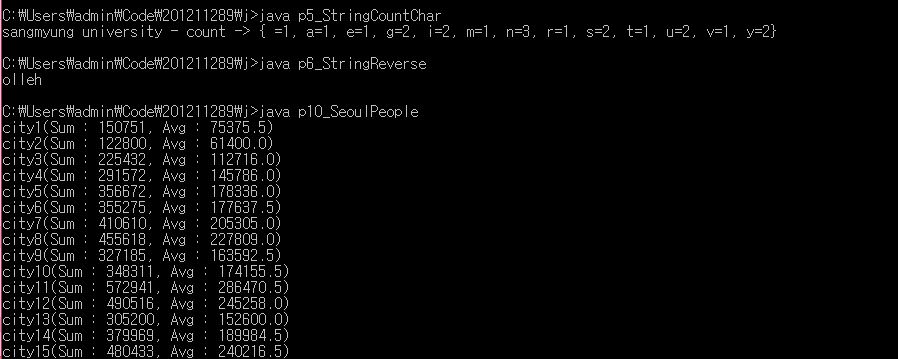 C:₩Users₩admin₩Code₩201211289₩j>java p5_StringCountChar
sangmyung university - count -> { =1, a=1, e=1, g=2, i=2, m=1, n=3, r=1, s=2, t=1, u=2, v=1, y=2}
C:₩Users₩admin₩Code₩201211289₩j>java p6_StringReverse
olleh
C:₩Users₩admin₩Code₩201211289₩j>java p10_SeoulPeople
city1(Sum : 150751, Avg : 75375.5)
city2(Sum : 122800, Avg : 61400.0)
city3(Sum : 225432, Avg : 112716.0)
city4(Sum : 291572, Avg : 145786.0)
city5(Sum : 356672, Avg : 178336.0)
city6(Sum : 355275, Avg : 177637.5)
city7(Sum : 410610, Avg : 205305.0)
city8(Sum : 455618, Avg : 227809.0)
city9(Sum : 327185, Avg : 163592.5)
city10(Sum : 348311, Avg : 174155.5)
city11(Sum : 572941, Avg : 286470.5)
city12(Sum : 490516, Avg : 245258.0)
city13(Sum : 305200, Avg : 152600.0)
city14(Sum : 379969, Avg : 189984.5)
city15(Sum : 480433, Avg : 240216.5)